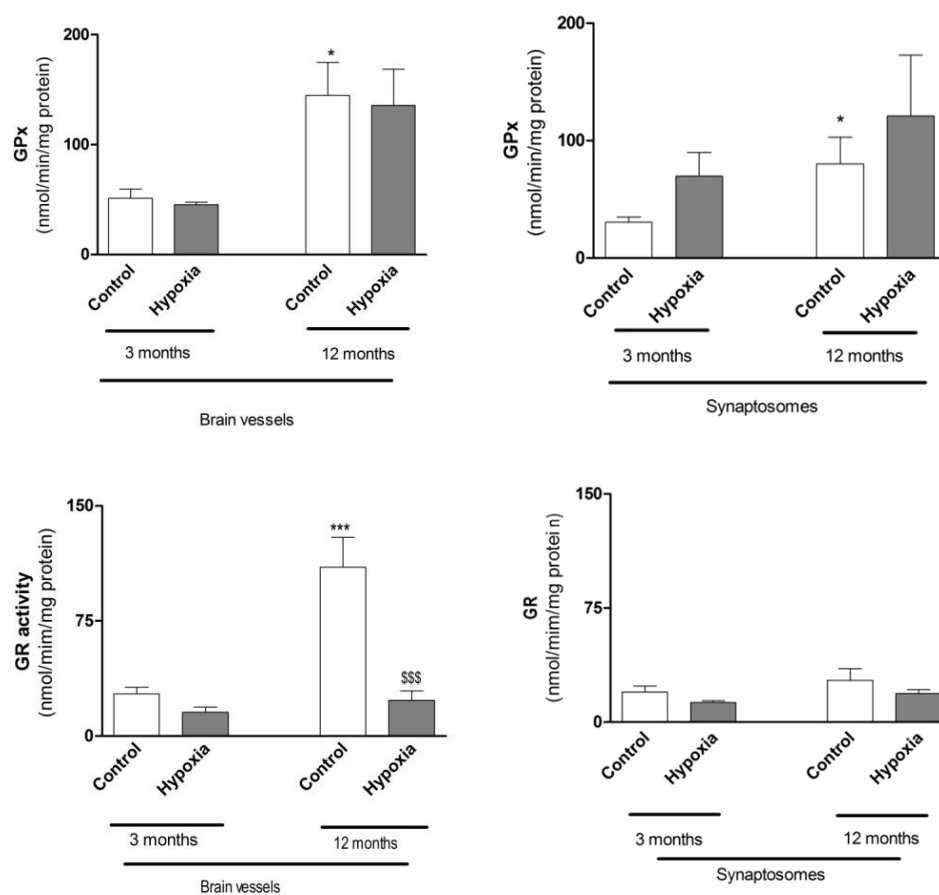 GPx
(nmol/min/mg protein)
200
100
0
*
Control
Hypoxia
Control
Hypoxia
3 months
12 months
Brain vessels
GPx
(nmol/min/mg protein)
200
100
0
*
Control
Hypoxia
Control
Hypoxia
3 months
12 months
Synaptosomes
GR activity
(nmol/mim/mg protein)
150
75
0
***
$$$
Control
Hypoxia
Control
Hypoxia
3 months
12 months
Brain vessels
GR
(nmol/mim/mg protein)
150
75
0
Control
Hypoxia
Control
Hypoxia
3 months
12 months
Synaptosomes